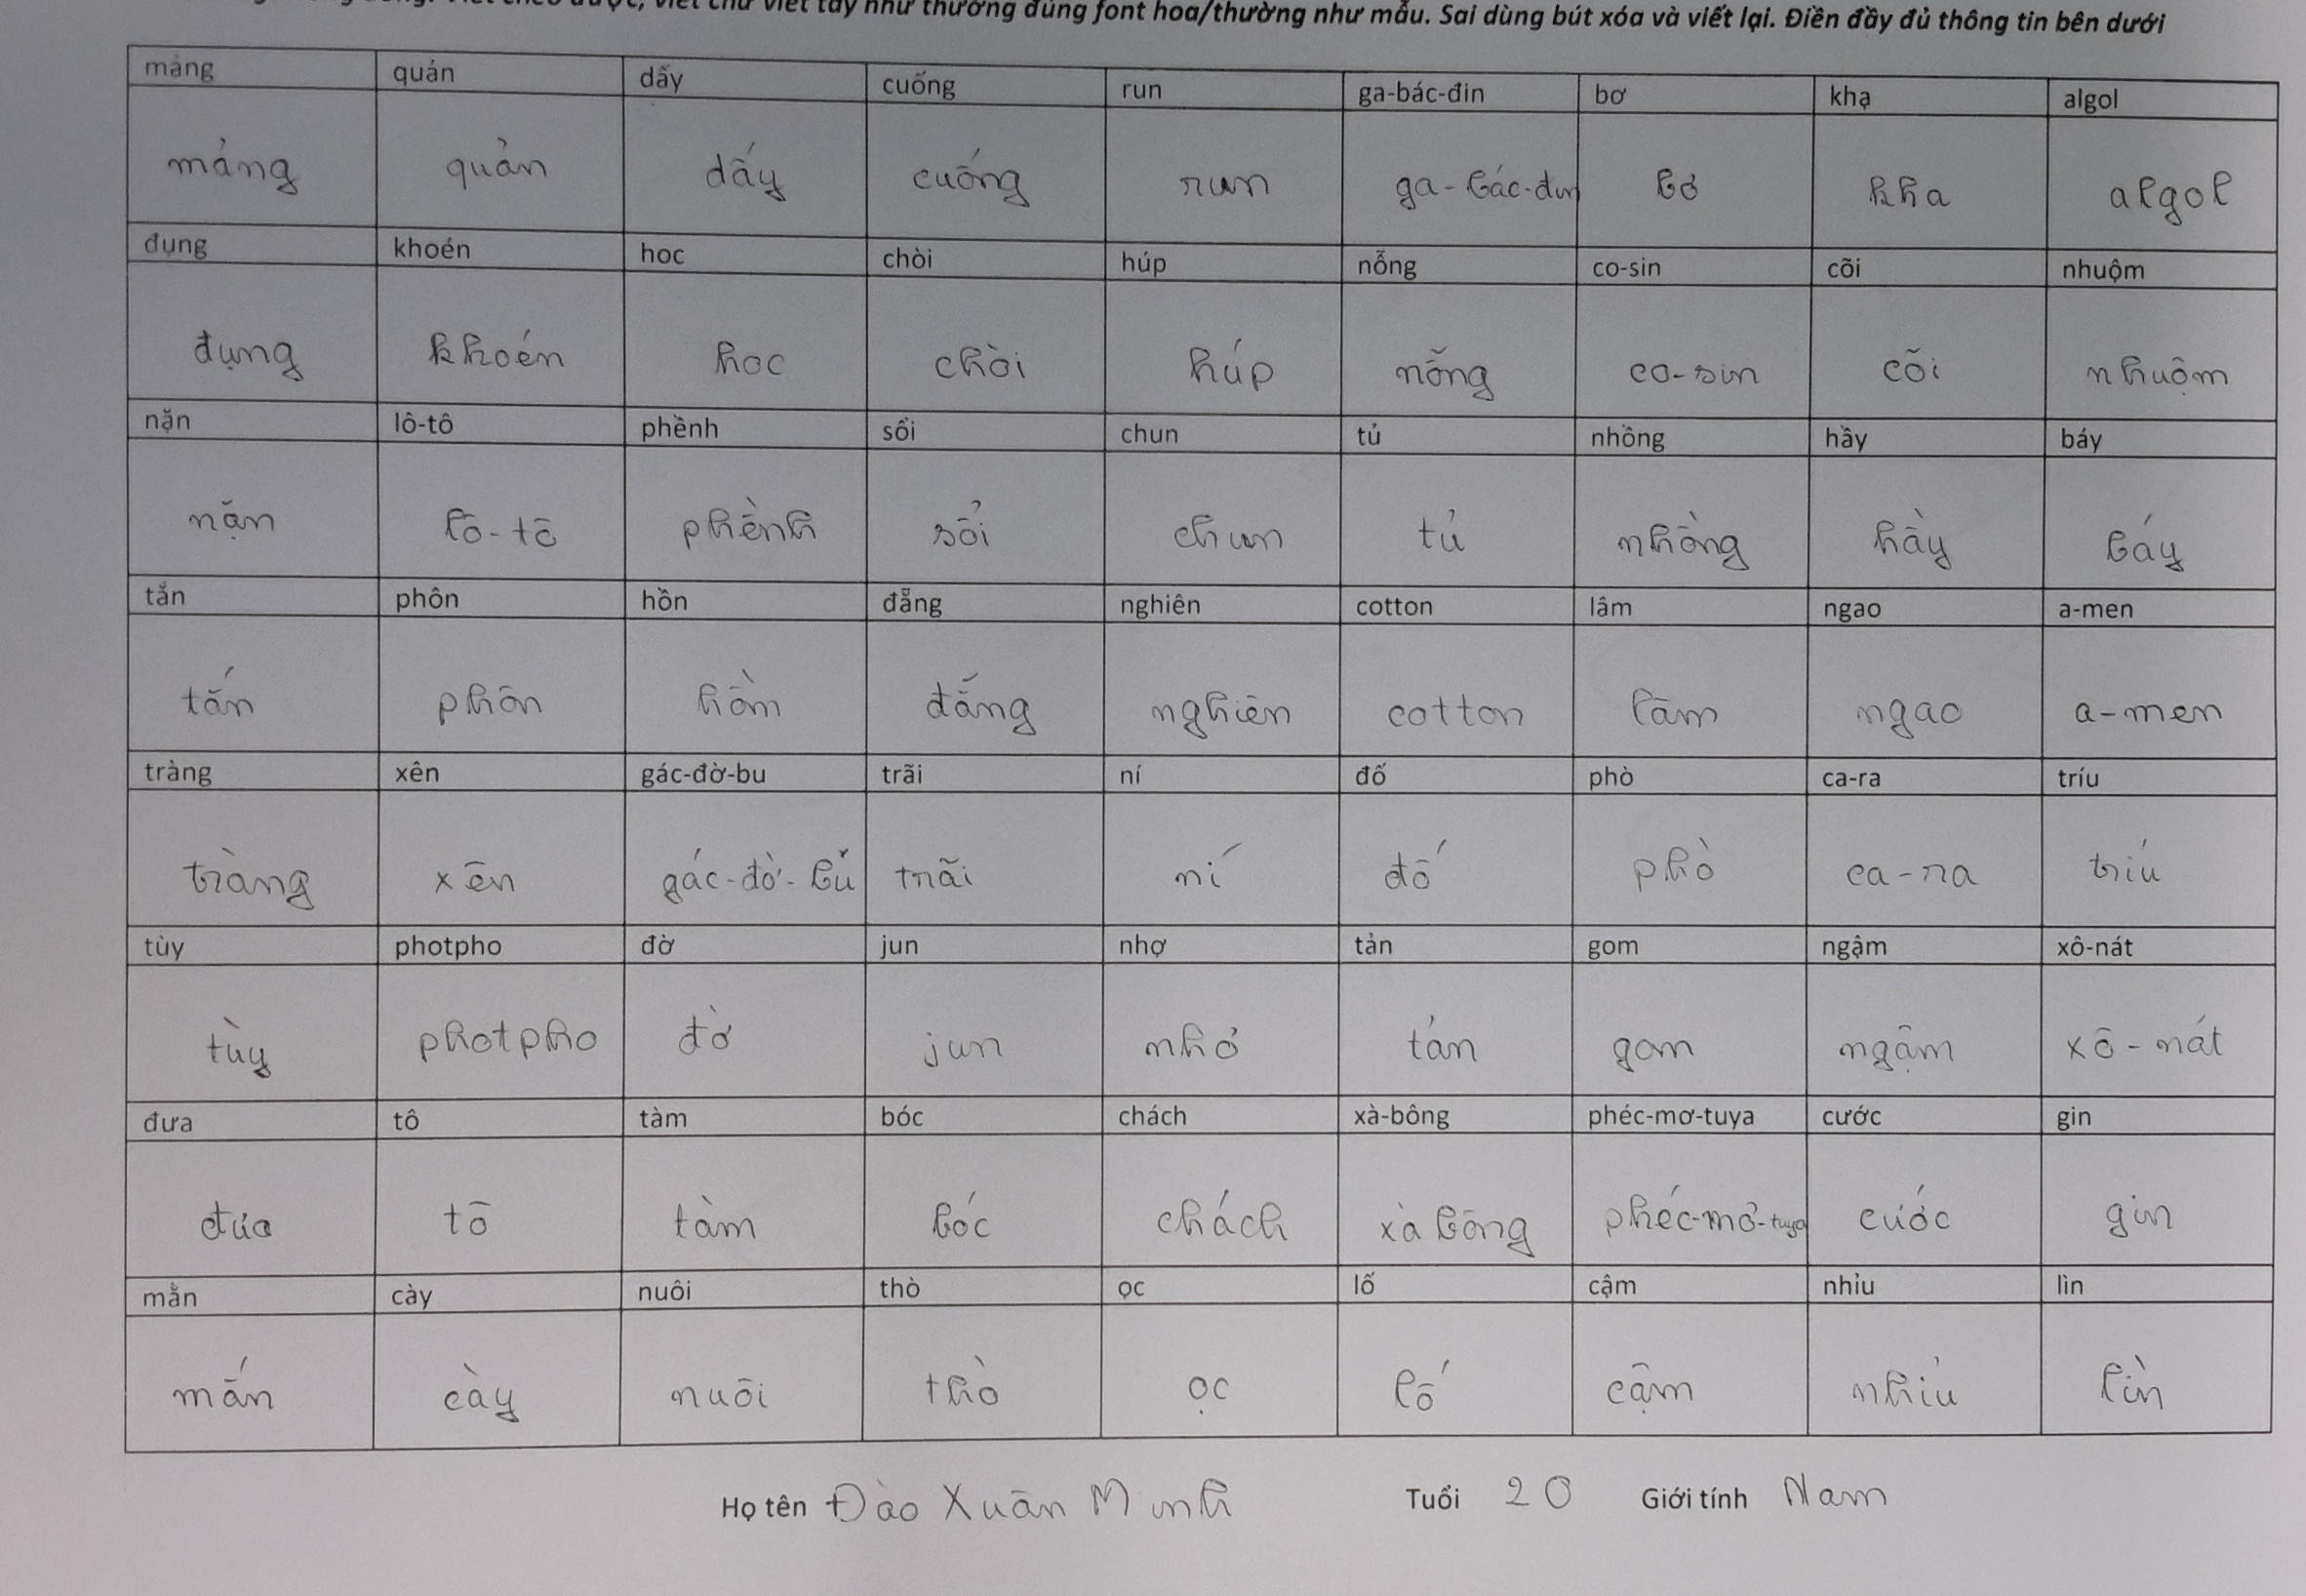 viết chữ viết tay như thường đúng font hoa/thường như mẫu. Sai dùng bút xóa và viết lại. Điền đầy đủ thông tin bên dưới
mảng quản dấy cuống run ga-bác-đin bơ khạ algol
mảng quản dấy cuống run ga-bác-đin bơ kha algol
đụng khoén hoc chòi húp nỗng co-sin cõi nhuộm
đụng khoén hoc chòi húp nỗng co-sin cõi nhuộm
nặn lô-tô phềnh sổi chun tủ nhồng hầy báy
nặn lô-tô phềnh sổi chun tủ nhồng hầy báy
tắn phôn hồn đẵng nghiên cotton lâm ngao a-men
tắn phôn hồn đẵng nghiên cotton lâm ngao a-men
tràng xên gác-đờ-bu trãi ní đố phò ca-ra tríu
tràng xên gác-đờ-bu trãi ní đố phò ca-ra tríu
tùy photpho đờ jun nhợ tản gom ngậm xô-nát
tùy photpho đờ jun nhơ tản gom ngậm xô-nát
đưa tô tàm bóc chách xà-bông phéc-mơ-tuya cước gin
đưa tô tàm bóc chách xà bông phéc-mơ-tuya cước gin
mẳn cày nuôi thò ọc lố cậm nhỉu lìn
mắn cày nuôi thò ọc lố cậm nhỉu lìn
Họ tên Đào Xuân Minh Tuổi 20 Giới tính Nam